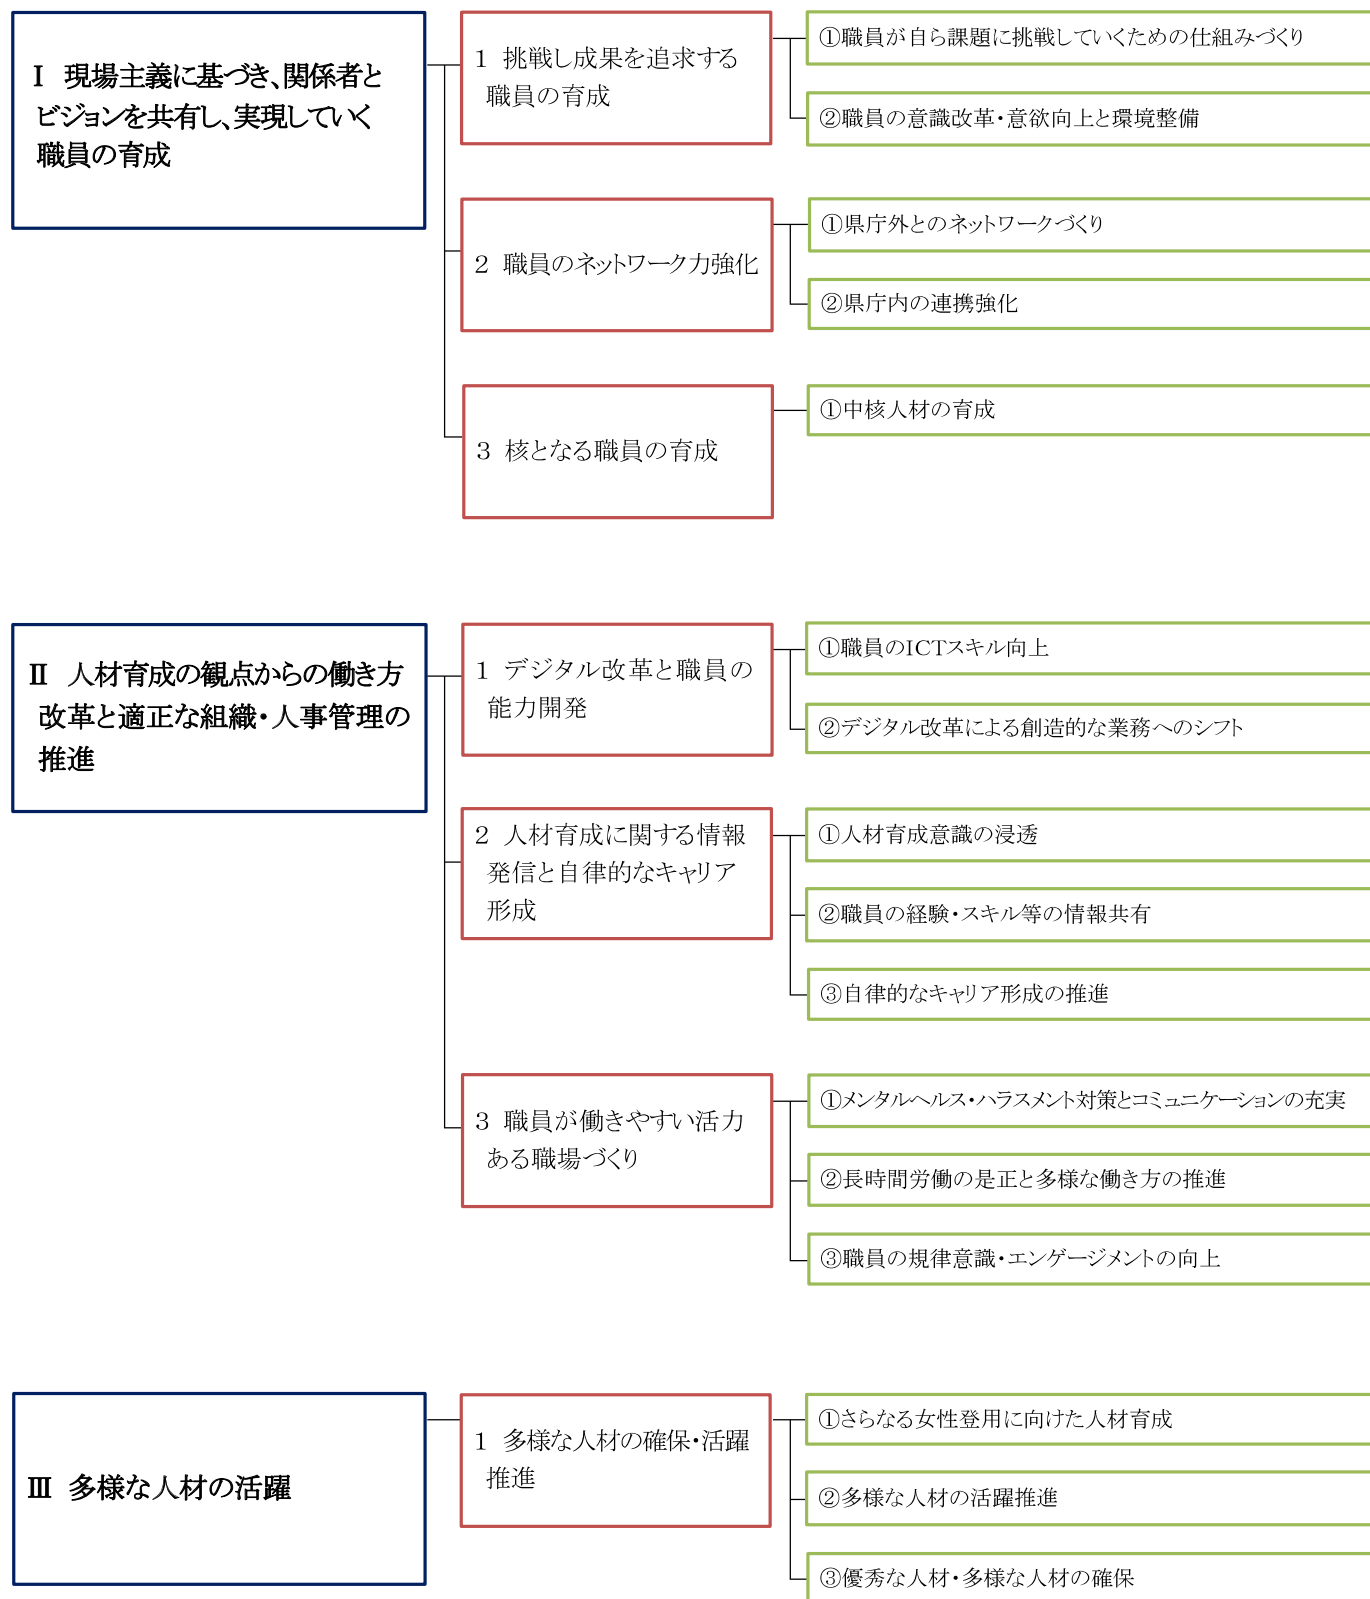 Ⅰ 現場主義に基づき、関係者と
ビジョンを共有し、実現していく
職員の育成
1 挑戦し成果を追求する
職員の育成
①職員が自ら課題に挑戦していくための仕組みづくり
②職員の意識改革・意欲向上と環境整備
2 職員のネットワーク力強化
①県庁外とのネットワークづくり
②県庁内の連携強化
3 核となる職員の育成
①中核人材の育成
Ⅱ 人材育成の観点からの働き方
改革と適正な組織・人事管理の
推進
1 デジタル改革と職員の
能力開発
①職員のICTスキル向上
②デジタル改革による創造的な業務へのシフト
2 人材育成に関する情報
発信と自律的なキャリア
形成
①人材育成意識の浸透
②職員の経験・スキル等の情報共有
③自律的なキャリア形成の推進
3 職員が働きやすい活力
ある職場づくり
①メンタルヘルス・ハラスメント対策とコミュニケーションの充実
②長時間労働の是正と多様な働き方の推進
③職員の規律意識・エンゲージメントの向上
Ⅲ 多様な人材の活躍
1 多様な人材の確保・活躍
推進
①さらなる女性登用に向けた人材育成
②多様な人材の活躍推進
③優秀な人材・多様な人材の確保